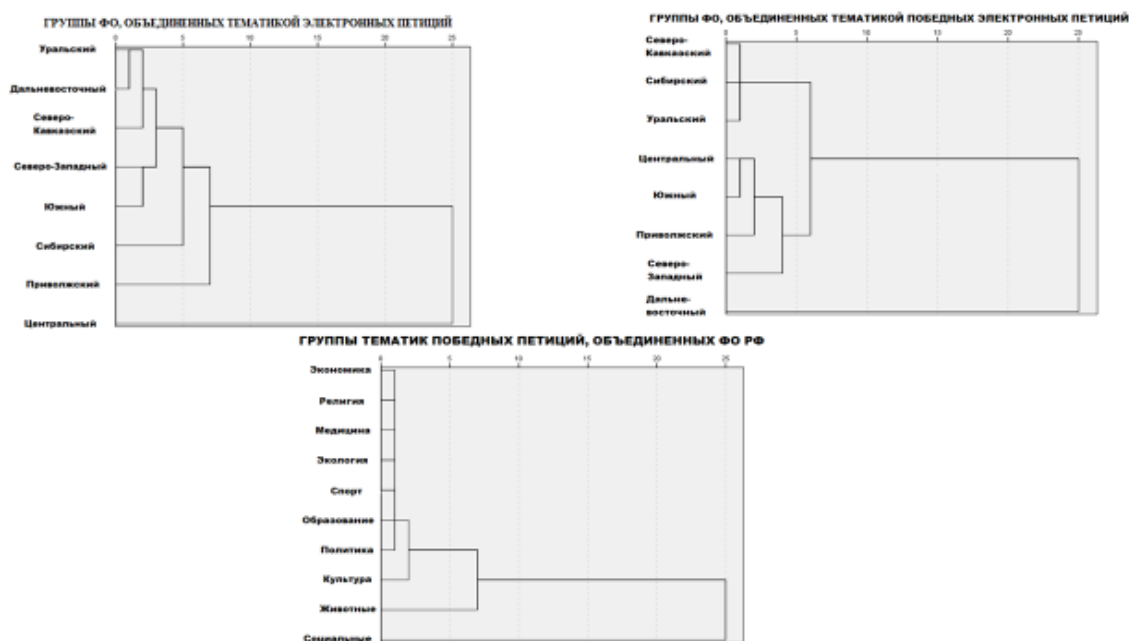 ГРУППЫ ФО, ОБЪЕДИНЕННЫХ ТЕМАТИКОЙ ЭЛЕКТРОННЫХ ПЕТИЦИЙ
0 5 10 15 20 25
Уральский
Дальневосточный
Северо-
Кавказский
Северо-Западный
Южный
Сибирский
Приволжский
Центральный
ГРУППЫ ФО, ОБЪЕДИНЕННЫХ ТЕМАТИКОЙ ПОБЕДНЫХ ЭЛЕКТРОННЫХ ПЕТИЦИЙ
0 5 10 15 20 25
Северо-
Кавказский
Сибирский
Уральский
Центральный
Южный
Приволжский
Северо-
Западный
Дальне-
восточный
ГРУППЫ ТЕМАТИК ПОБЕДНЫХ ПЕТИЦИЙ, ОБЪЕДИНЕННЫХ ФО РФ
0 5 10 15 20 25
Экономика
Религия
Медицина
Экология
Спорт
Образование
Политика
Культура
Животные
Социальные